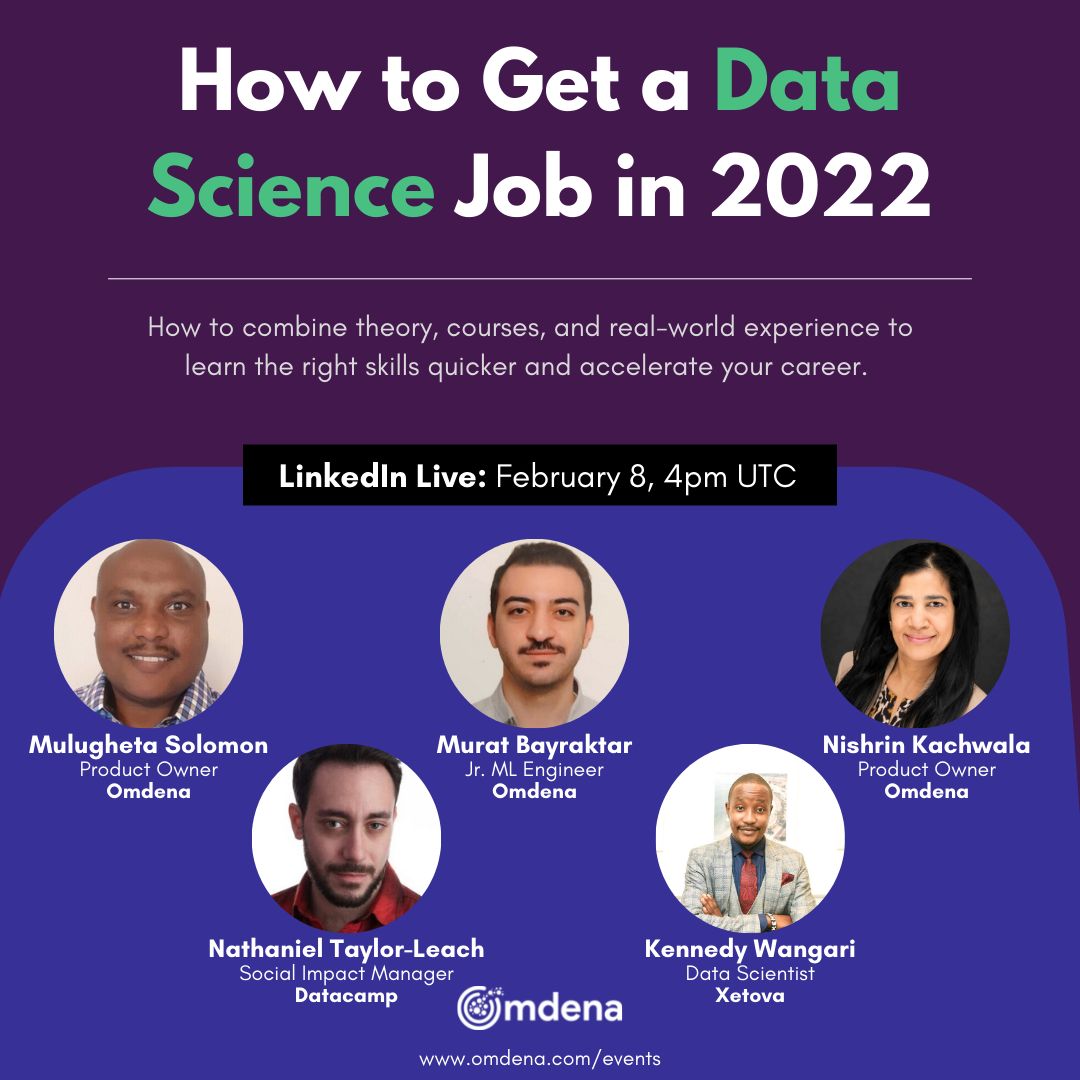 How to Get a Data
Science Job in 2022
How to combine theory, courses, and real-world experience to
learn the right skills quicker and accelerate your career.
LinkedIn Live: February 8, 4pm UTC
Mulugheta Solomon
Product Owner
Omdena
Murat Bayraktar
Jr. ML Engineer
Omdena
Nishrin Kachwala
Product Owner
Omdena
Nathaniel Taylor-Leach
Social Impact Manager
Datacamp
Kennedy Wangari
Data Scientist
Xetova
Omdena
www.omdena.com/events